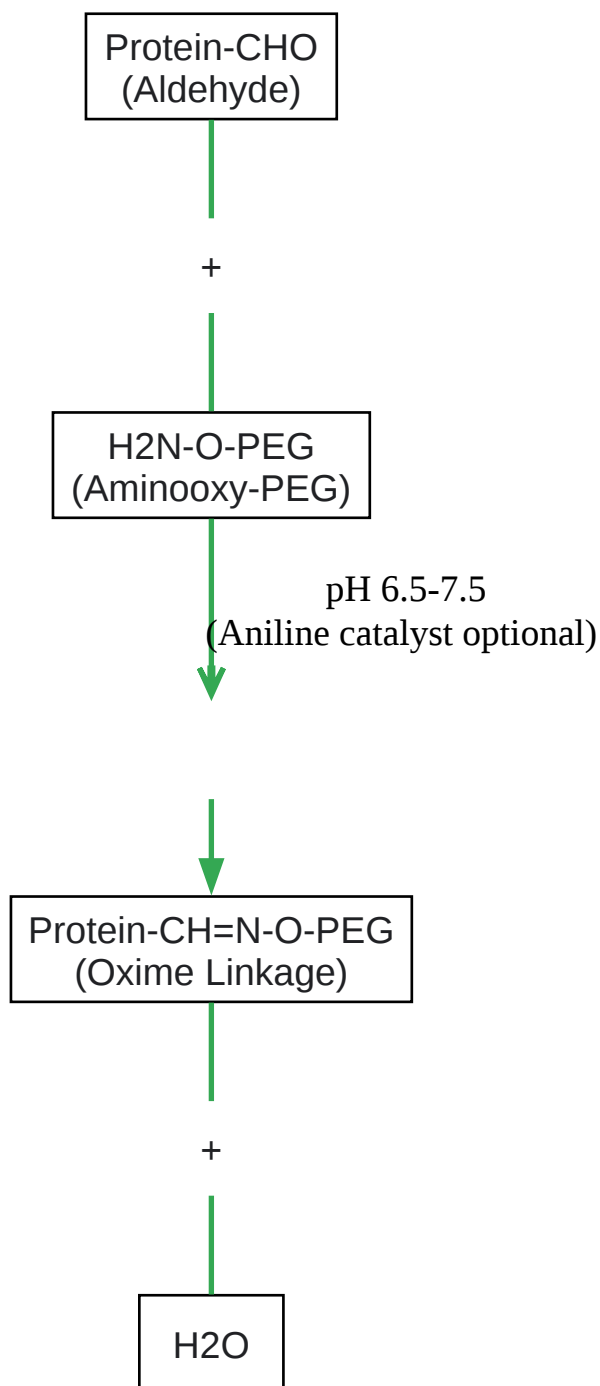 Protein-CHO
(Aldehyde)
+
H2N-O-PEG
(Aminooxy-PEG)
pH 6.5-7.5
(Aniline catalyst optional)
Protein-CH=N-O-PEG
(Oxime Linkage)
+
H2O